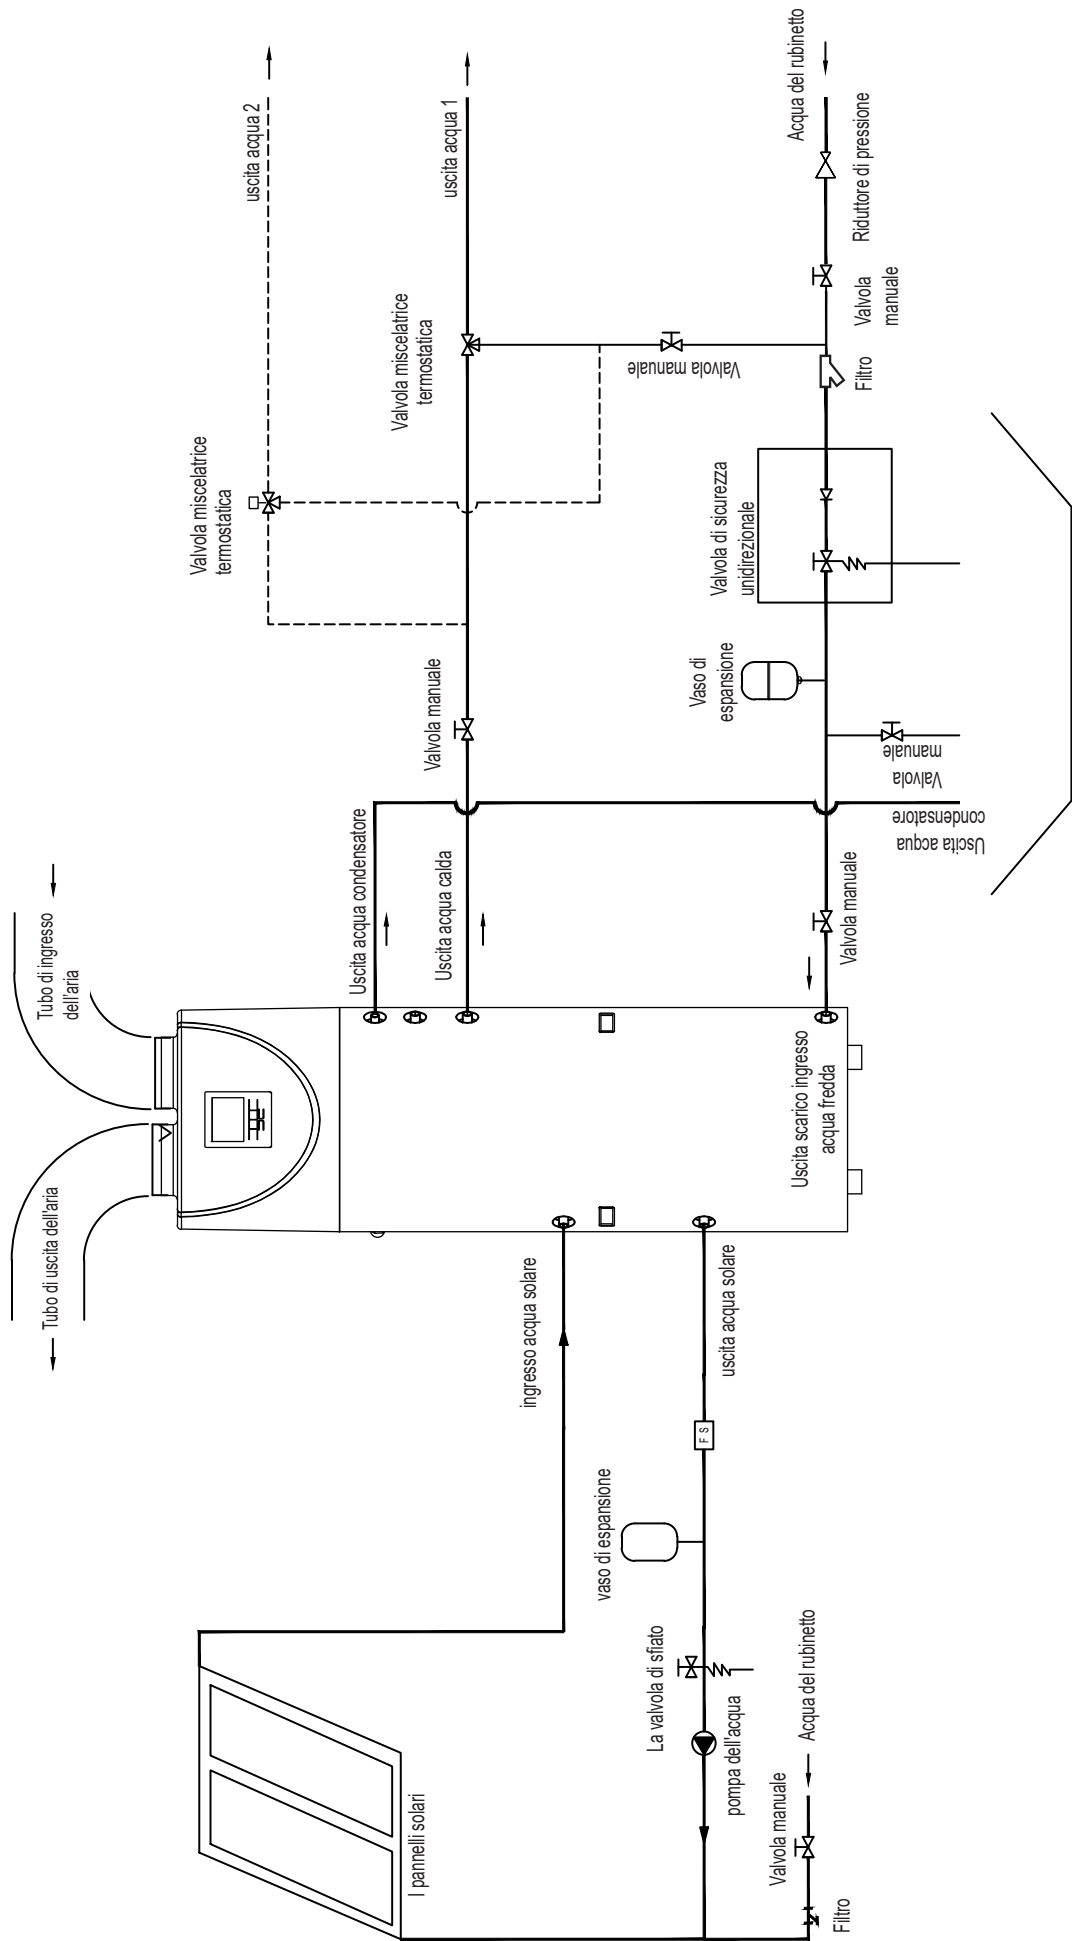 Tubo di uscita dell'aria
Tubo di ingresso
dell'aria
I pannelli solari
ingresso acqua solare
uscita acqua solare
F S
vaso di espansione
La valvola di sfiato
pompa dell'acqua
Valvola manuale
Acqua del rubinetto
Filtro
Uscita scarico ingresso
acqua fredda
Uscita acqua condensatore
Uscita acqua calda
Valvola manuale
Valvola manuale
Valvola miscelatrice
termostatica
uscita acqua 2
Valvola miscelatrice
termostatica
uscita acqua 1
Vaso di
espansione
Valvola di sicurezza
unidirezionale
Valvola manuale
Filtro
Valvola
manuale
Riduttore di pressione
Acqua del rubinetto
Valvola
manuale
Uscita acqua
condensatore